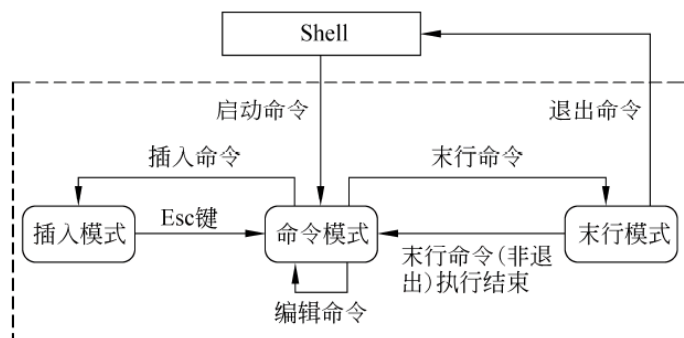 Shell
启动命令
退出命令
插入命令
末行命令
插入模式
Esc键
命令模式
末行模式
末行命令(非退
出)执行结束
编辑命令